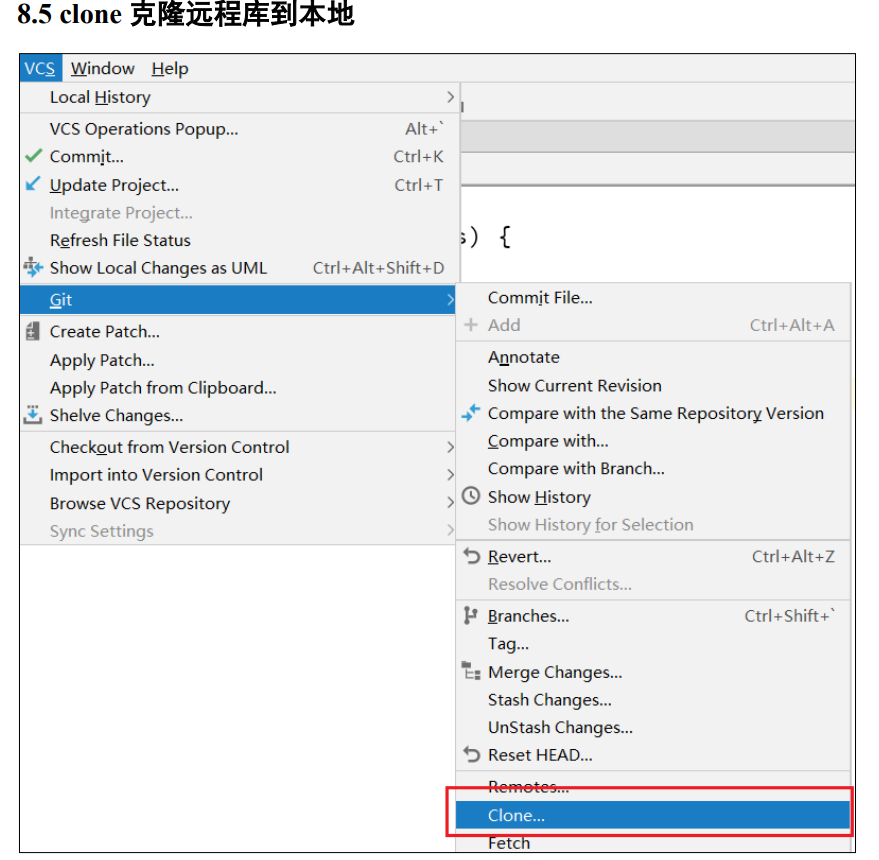 8.5 clone 克隆远程库到本地
VCS Window Help
Local History
VCS Operations Popup... Alt+`
Commit... Ctrl+K
Update Project... Ctrl+T
Integrate Project...
Refresh File Status
) {
Show Local Changes as UML Ctrl+Alt+Shift+D
Git
Create Patch...
Apply Patch...
Apply Patch from Clipboard...
Shelve Changes...
Checkout from Version Control
Import into Version Control
Browse VCS Repository
Sync Settings
Commit File...
Add Ctrl+Alt+A
Annotate
Show Current Revision
Compare with the Same Repository Version
Compare with...
Compare with Branch...
Show History
Show History for Selection
Revert... Ctrl+Alt+Z
Resolve Conflicts...
Branches... Ctrl+Shift+`
Tag...
Merge Changes...
Stash Changes...
UnStash Changes...
Reset HEAD...
Remotes...
Clone...
Fetch